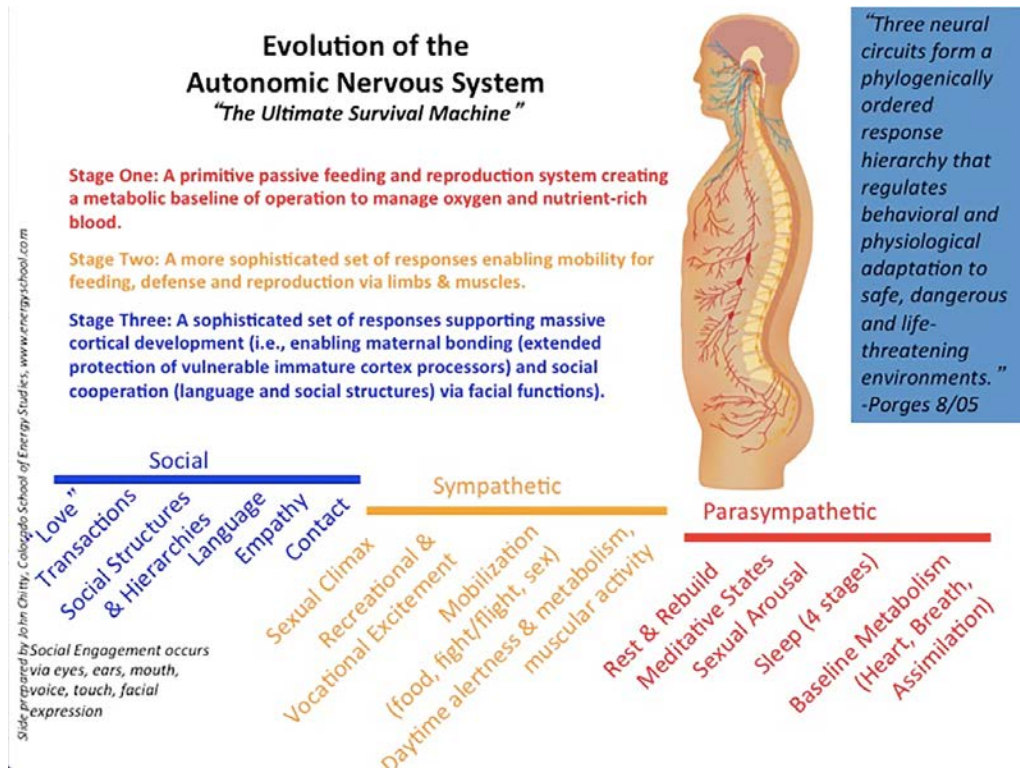 Evolution of the
Autonomic Nervous System
“The Ultimate Survival Machine”
Stage One: A primitive passive feeding and reproduction system creating
a metabolic baseline of operation to manage oxygen and nutrient-rich
blood.
Stage Two: A more sophisticated set of responses enabling mobility for
feeding, defense and reproduction via limbs & muscles.
Stage Three: A sophisticated set of responses supporting massive
cortical development (i.e., enabling maternal bonding (extended
protection of vulnerable immature cortex processors) and social
cooperation (language and social structures) via facial functions).
“Three neural
circuits form a
phylogenically
ordered
response
hierarchy that
regulates
behavioral and
physiological
adaptation to
safe, dangerous
and life-
threatening
environments.”
-Porges 8/05
Social
“Love”
Transactions
Social Structures
& Hierarchies
Language
Empathy
Contact
Sympathetic
Sexual Climax
Recreational &
Vocational Excitement
Mobilization
(food, fight/flight, sex)
Daytime alertness & metabolism,
muscular activity
Parasympathetic
Rest & Rebuild
Meditative States
Sexual Arousal
Sleep (4 stages)
Baseline Metabolism
(Heart, Breath,
Assimilation)
Social Engagement occurs
via eyes, ears, mouth,
voice, touch, facial
expression
Slide prepared by John Chitty, Colorado School of Energy Studies, www.energyschool.com